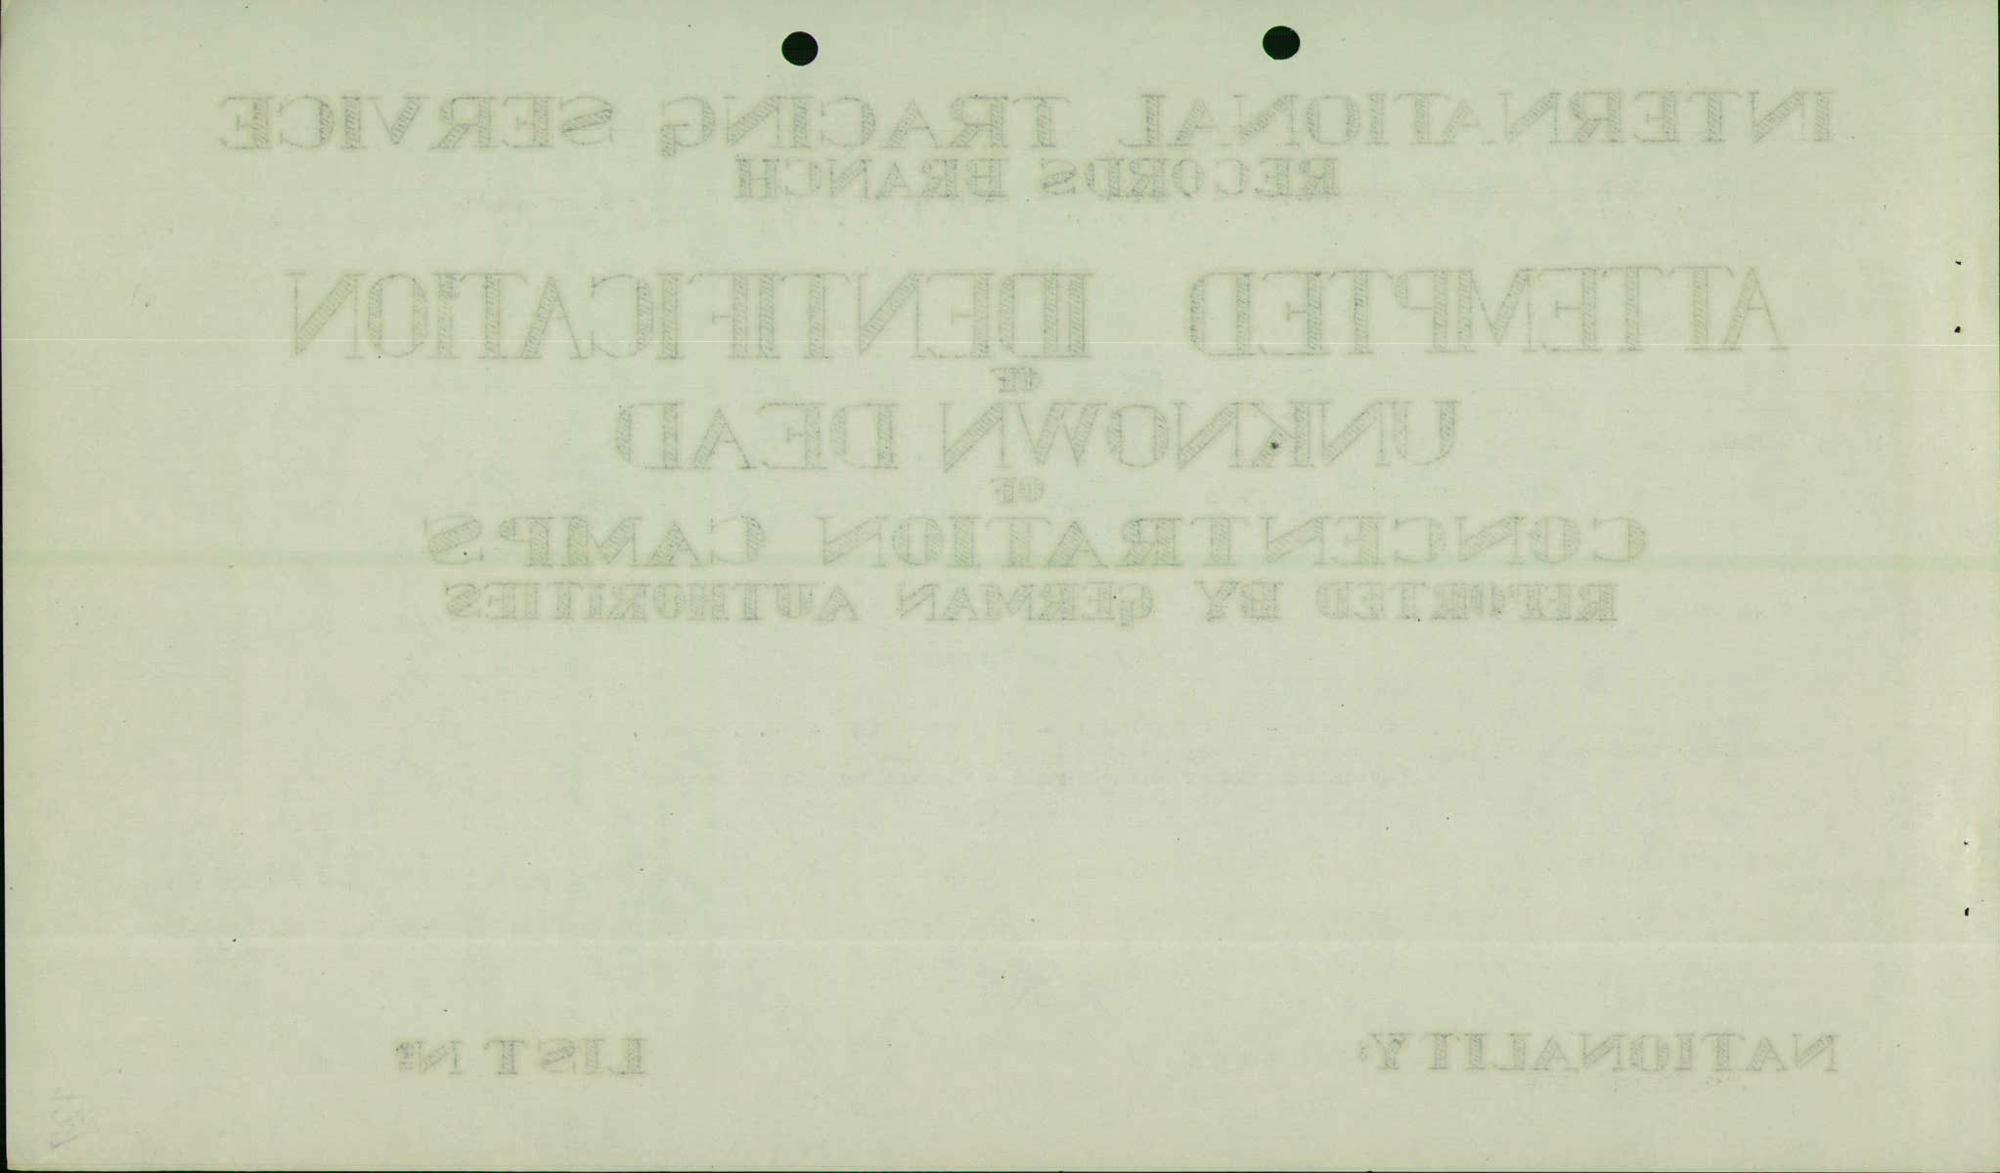 INTERNATIONAL TRACING SERVICE
RECORDS BRANCH
ATTEMPTED IDENTIFICATION
OF
UNKNOWN DEAD
OF
CONCENTRATION CAMPS
REPORTED BY GERMAN AUTHORITIES
NATIONALITY:
LIST Nº: